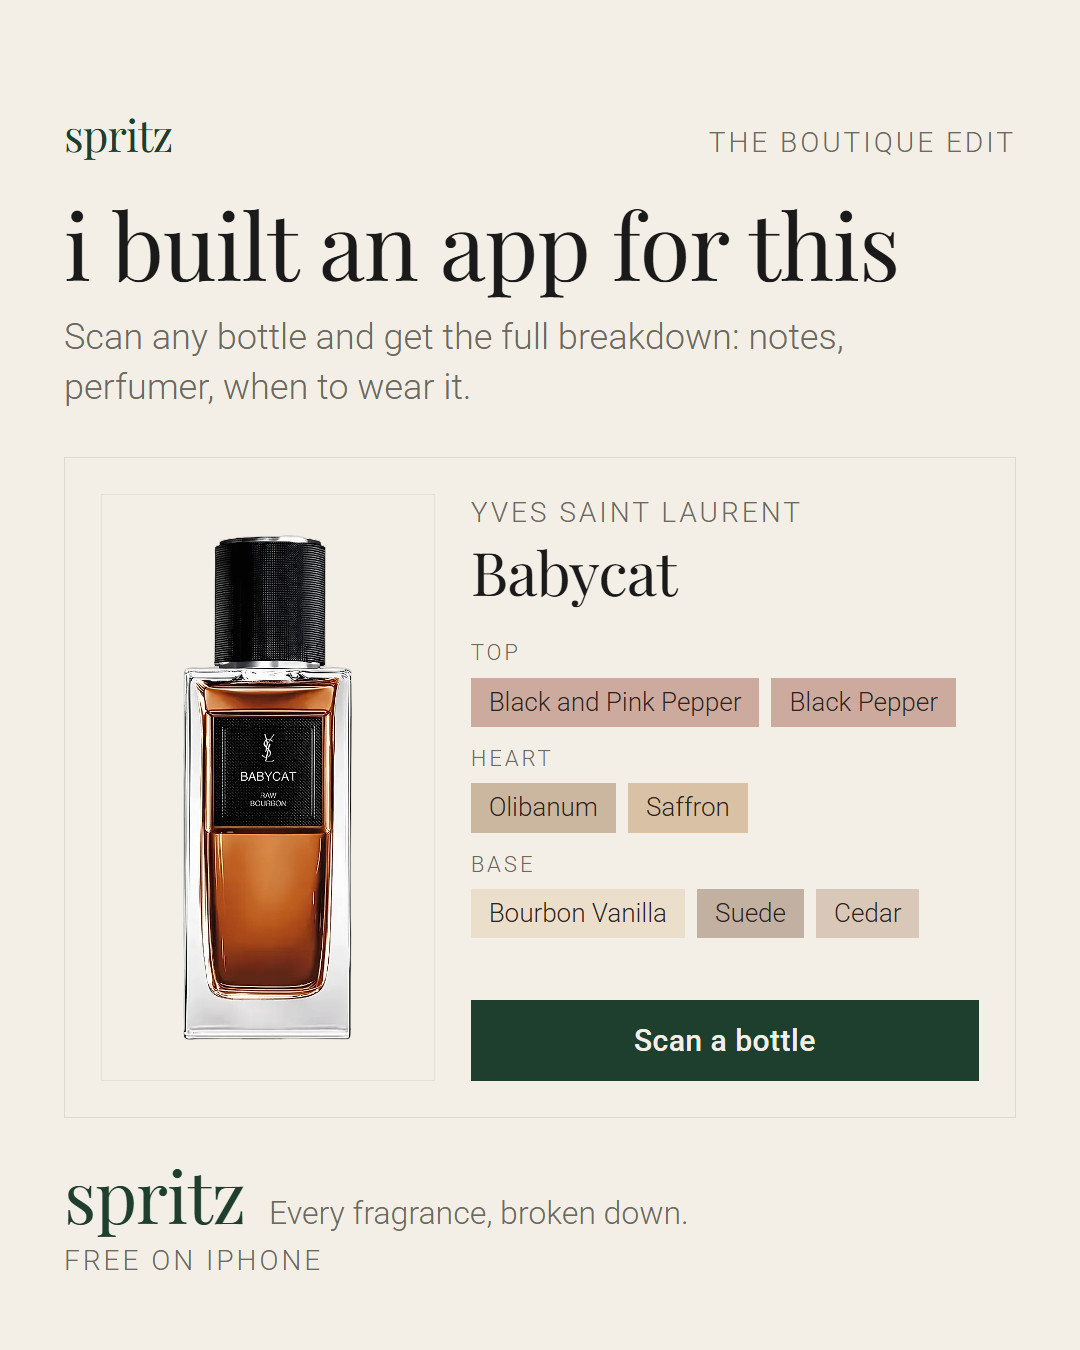 spritz
THE BOUTIQUE EDIT
i built an app for this
Scan any bottle and get the full breakdown: notes,
perfumer, when to wear it.
YVES SAINT LAURENT
Babycat
TOP
Black and Pink Pepper
Black Pepper
HEART
Olibanum
Saffron
BASE
Bourbon Vanilla
Suede
Cedar
Scan a bottle
YSL
BABYCAT
RAW
BOURBON
spritz
Every fragrance, broken down.
FREE ON IPHONE